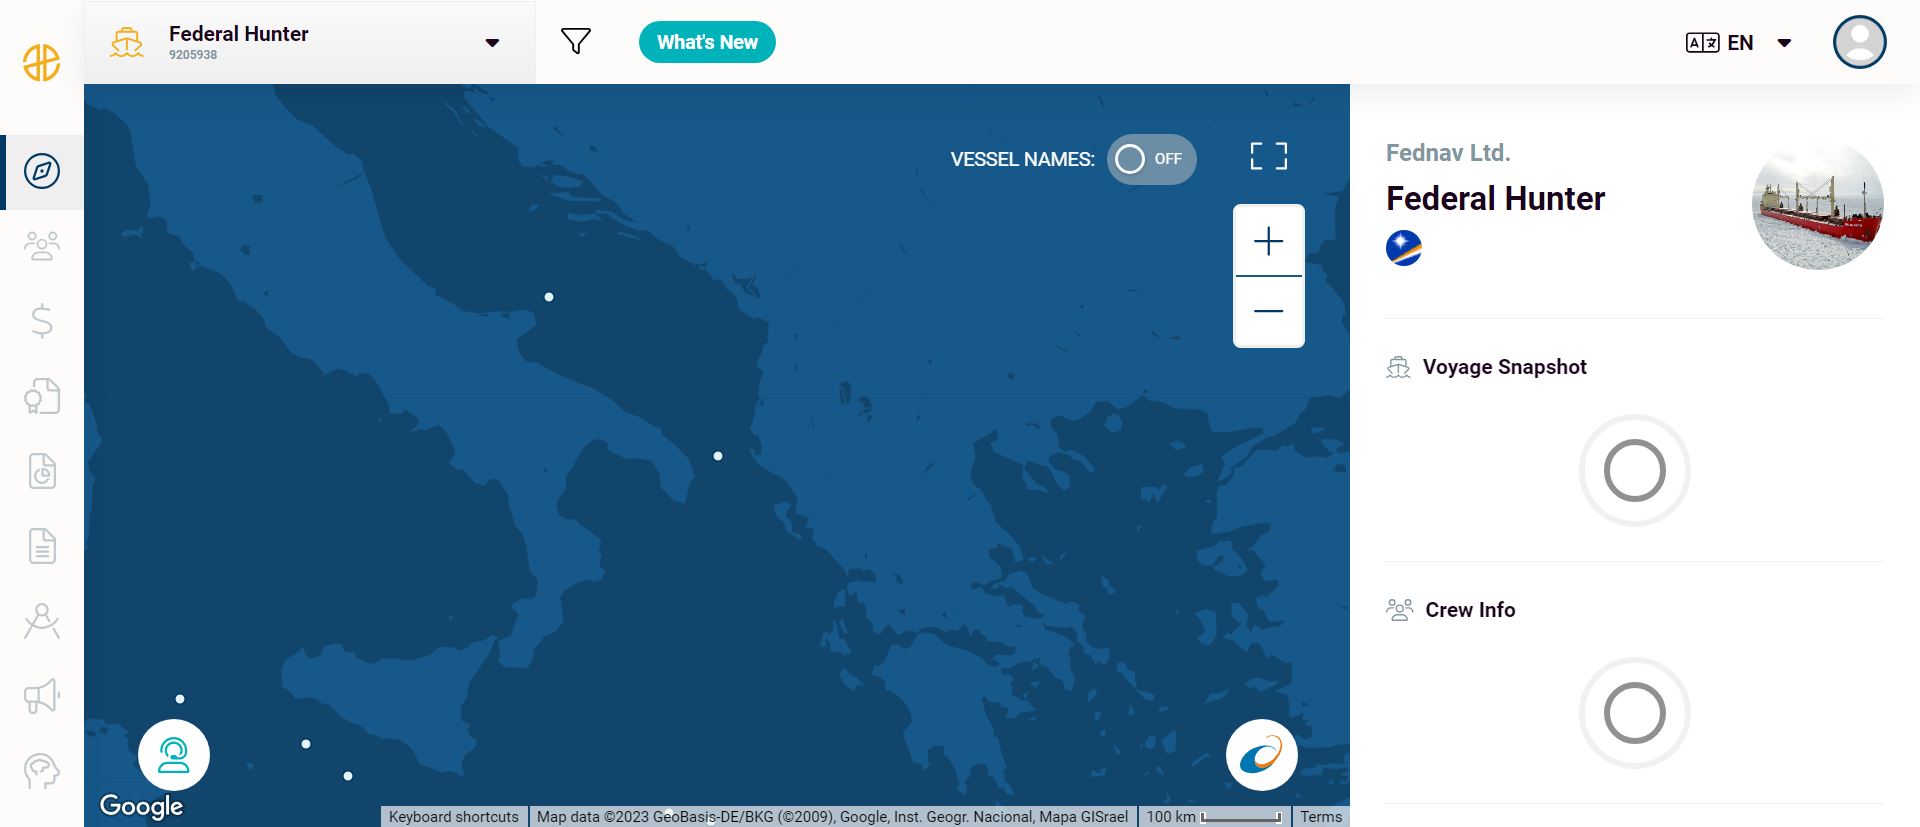 Federal Hunter
9205938
What's New
EN
VESSEL NAMES:
OFF
Fednav Ltd.
Federal Hunter
Voyage Snapshot
Crew Info
Google
Keyboard shortcuts
Map data ©2023 GeoBasis-DE/BKG (©2009), Google, Inst. Geogr. Nacional, Mapa GISrael
100 km
Terms